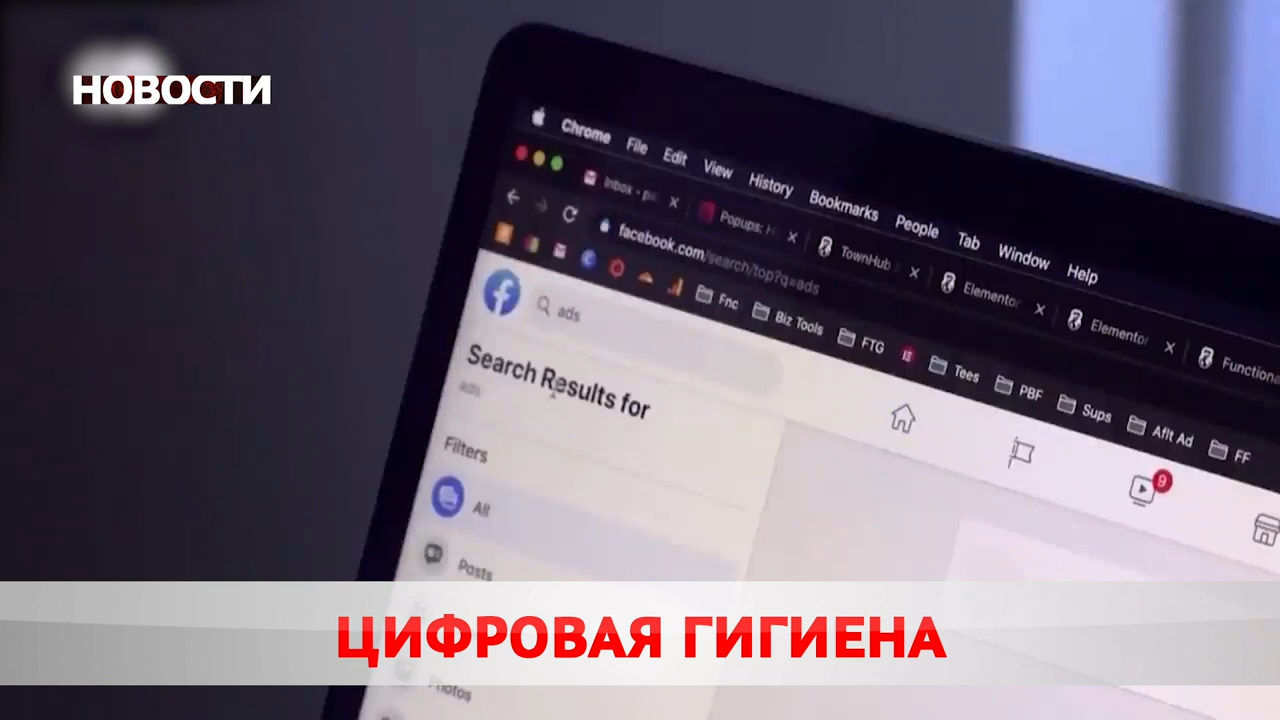 НОВОСТИ
Chrome File Edit View History Bookmarks People Tab Window Help
Inbox - Popups: TownHub Elementor Elementor Functiona
facebook.com/search/top?q=ads
Fnc Biz Tools FTG Tees PBF Sups Aflt Ad FF
ads
Search Results for
ads
Filters
All
Posts
9
Photos
ЦИФРОВАЯ ГИГИЕНА